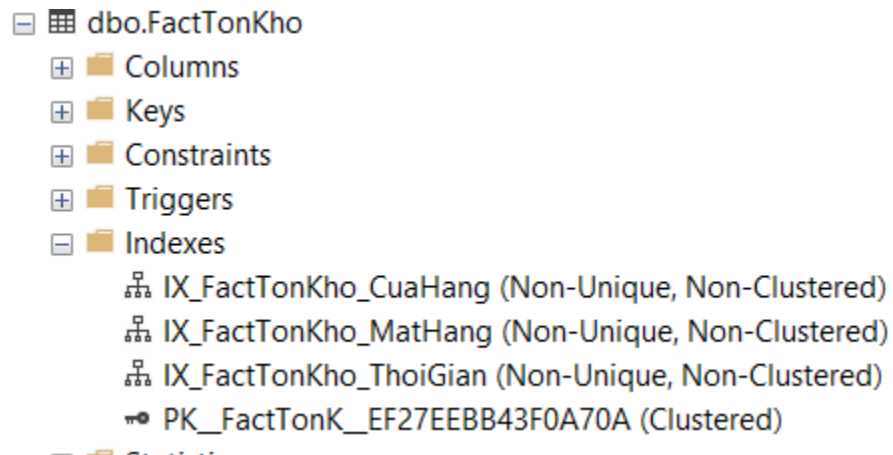 dbo.FactTonKho
Columns
Keys
Constraints
Triggers
Indexes
IX_FactTonKho_CuaHang (Non-Unique, Non-Clustered)
IX_FactTonKho_MatHang (Non-Unique, Non-Clustered)
IX_FactTonKho_ThoiGian (Non-Unique, Non-Clustered)
PK__FactTonK__EF27EEBB43F0A70A (Clustered)